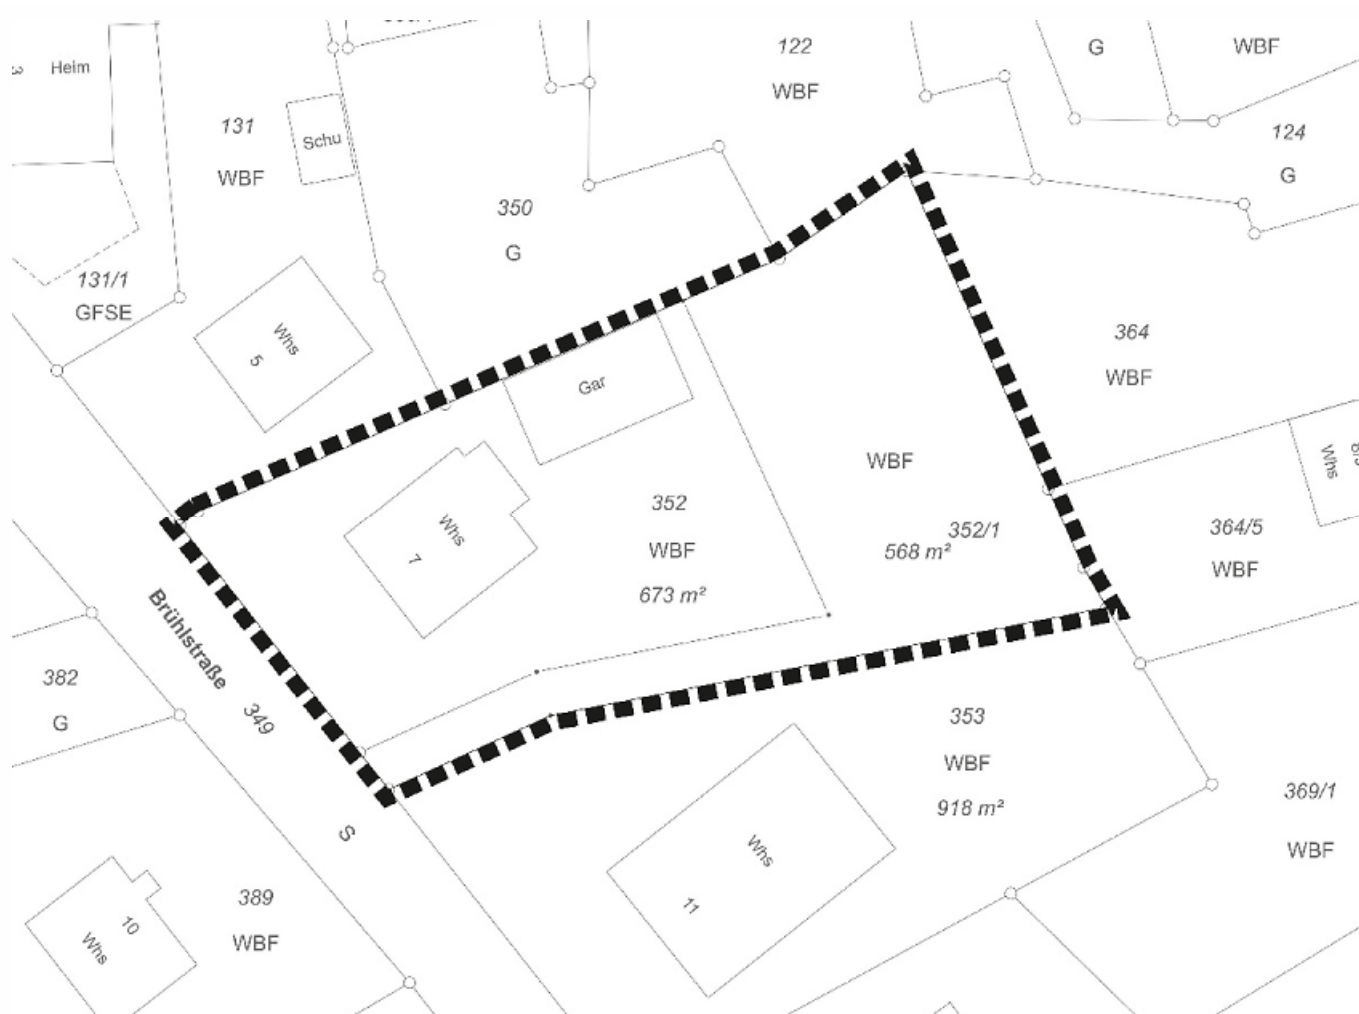 122
WBF
G
WBF
3
Heim
131
WBF
Schu
124
G
350
G
131/1
GFSE
Whs
5
364
WBF
Gar
WBF
352
WBF
673 m²
352/1
568 m²
Whs
7
364/5
WBF
Whs
Brühlstraße
349
S
382
G
353
WBF
918 m²
369/1
WBF
Whs
11
389
WBF
10
Whs